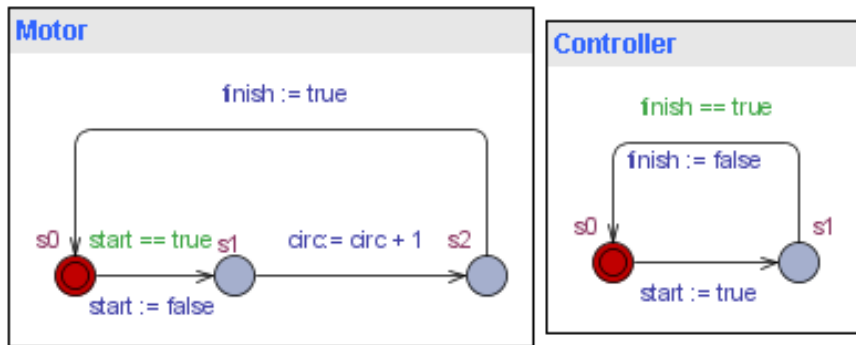 Motor
finish := true
s0
start == true
s1
circ:= circ + 1
s2
start := false
Controller
finish == true
finish := false
s0
s1
start := true